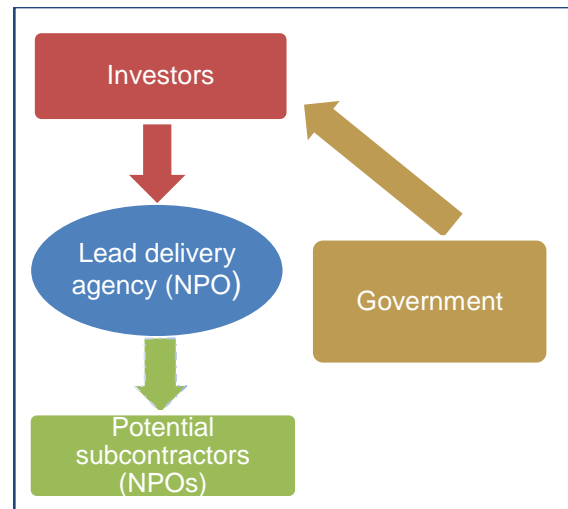 Investors
Lead delivery
agency (NPO)
Government
Potential
subcontractors
(NPOs)